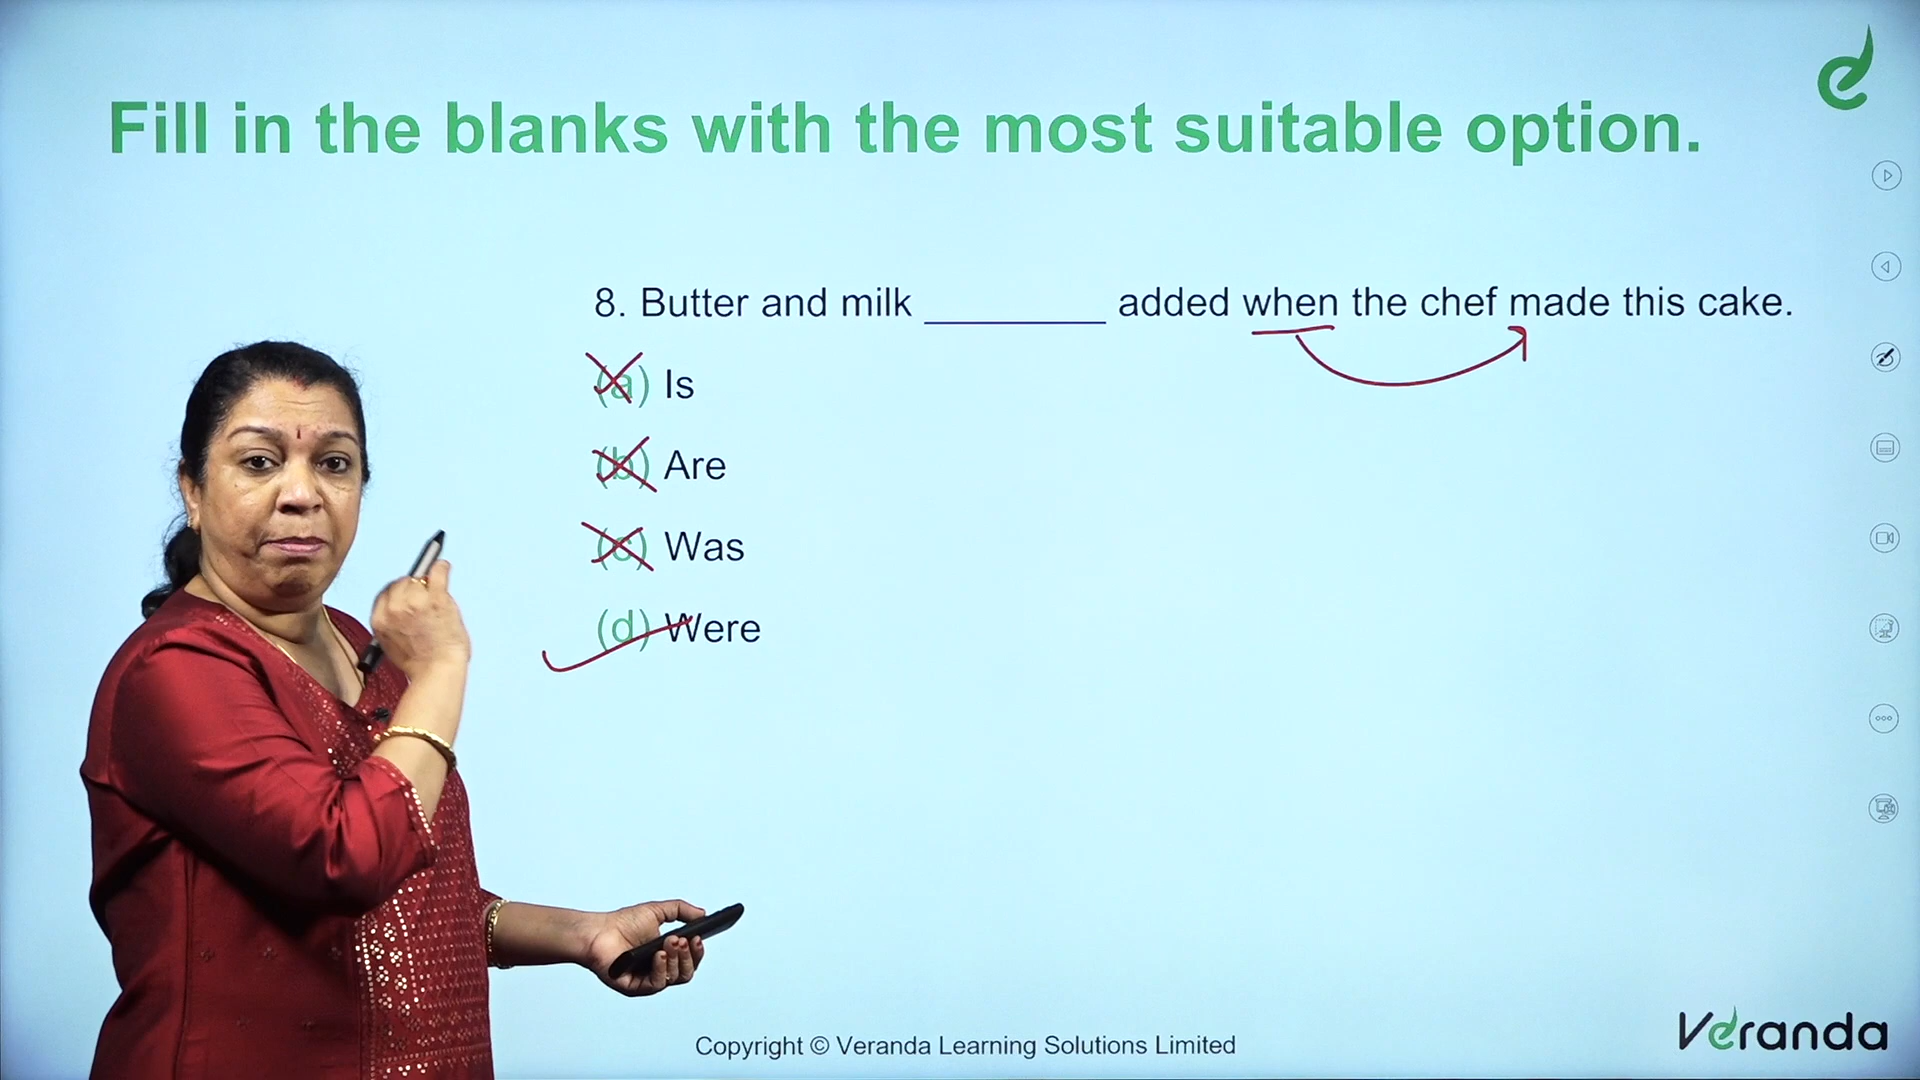 Fill in the blanks with the most suitable option.
8. Butter and milk __________ added when the chef made this cake.
(a) Is
(b) Are
(c) Was
(d) Were
Copyright © Veranda Learning Solutions Limited
Veranda